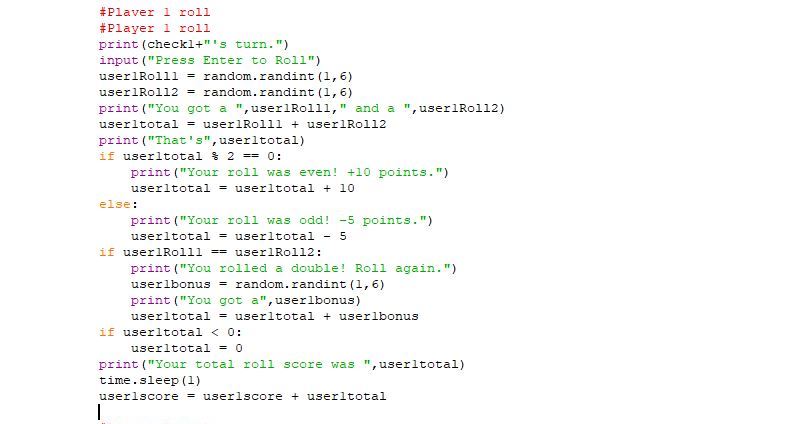 #Player 1 roll
#Player 1 roll
print(check1+"'s turn.")
input("Press Enter to Roll")
user1Roll1 = random.randint(1,6)
user1Roll2 = random.randint(1,6)
print("You got a ",user1Roll1," and a ",user1Roll2)
user1total = user1Roll1 + user1Roll2
print("That's",user1total)
if user1total % 2 == 0:
    print("Your roll was even! +10 points.")
    user1total = user1total + 10
else:
    print("Your roll was odd! -5 points.")
    user1total = user1total - 5
if user1Roll1 == user1Roll2:
    print("You rolled a double! Roll again.")
    user1bonus = random.randint(1,6)
    print("You got a",user1bonus)
    user1total = user1total + user1bonus
if user1total < 0:
    user1total = 0
print("Your total roll score was ",user1total)
time.sleep(1)
user1score = user1score + user1total